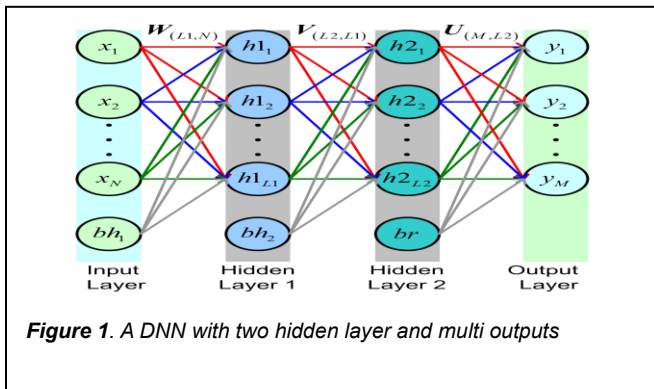 W(L1,N) V(L2,L1) U(M,L2)
x1 h11 h21 y1
x2 h12 h22 y2
xN h1L1 h2L2 yM
bh1 bh2 br
Input Layer Hidden Layer 1 Hidden Layer 2 Output Layer
Figure 1. A DNN with two hidden layer and multi outputs